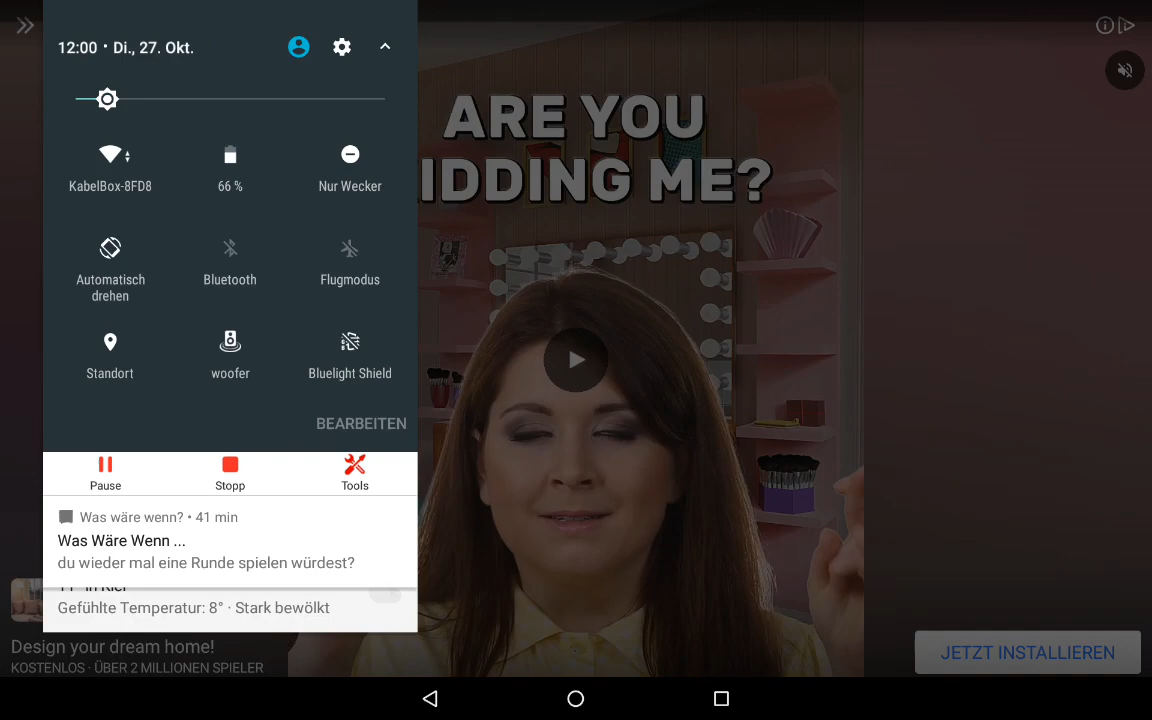 12:00 • Di., 27. Okt.
ARE YOU
IDDING ME?
KabelBox-8FD8
66 %
Nur Wecker
Automatisch
drehen
Bluetooth
Flugmodus
Standort
woofer
Bluelight Shield
BEARBEITEN
Pause
Stopp
Tools
Was wäre wenn? • 41 min
Was Wäre Wenn ...
du wieder mal eine Runde spielen würdest?
11° in Kiel
Gefühlte Temperatur: 8° · Stark bewölkt
Design your dream home!
KOSTENLOS · ÜBER 2 MILLIONEN SPIELER
JETZT INSTALLIEREN